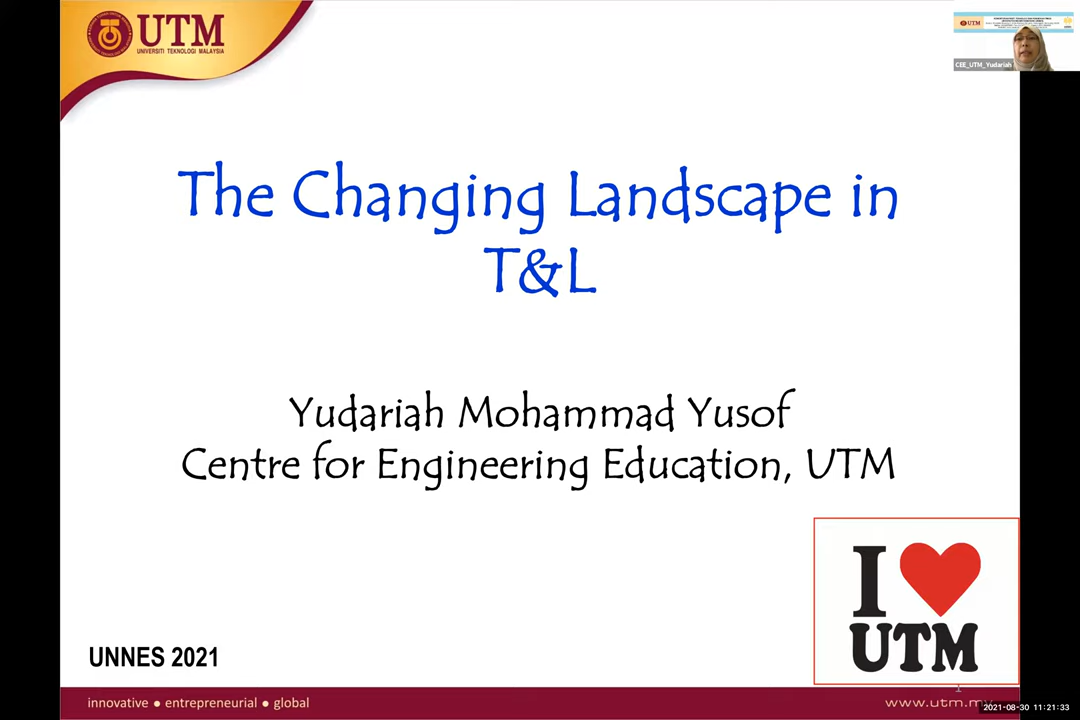 UTM
UNIVERSITI TEKNOLOGI MALAYSIA
UTM
CEE_UTM_Yudariah
The Changing Landscape in
T&L
Yudariah Mohammad Yusof
Centre for Engineering Education, UTM
I
UTM
UNNES 2021
innovative ● entrepreneurial ● global
www.utm.my
2021-08-30 11:21:33